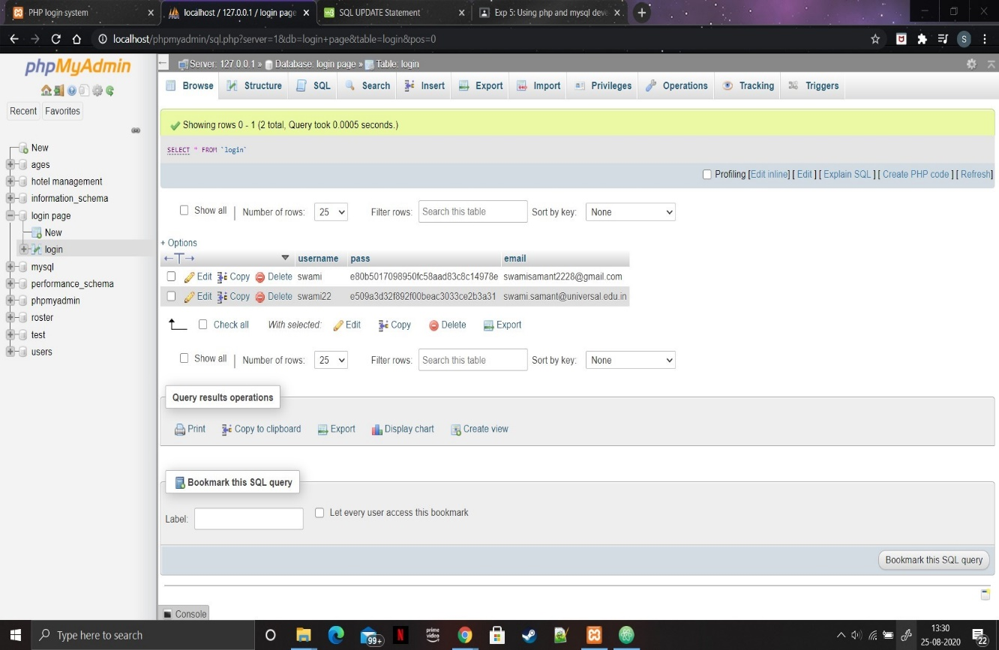 PHP login system
localhost / 127.0.0.1 / login page
SQL UPDATE Statement
Exp 5: Using php and mysql deve
localhost/phpmyadmin/sql.php?server=1&db=login+page&table=login&pos=0
S
phpMyAdmin
Recent Favorites
New
ages
hotel management
information_schema
login page
New
login
mysql
performance_schema
phpmyadmin
roster
test
users
Server: 127.0.0.1 » Database: login page » Table: login
Browse Structure SQL Search Insert Export Import Privileges Operations Tracking Triggers
Showing rows 0 - 1 (2 total, Query took 0.0005 seconds.)
SELECT * FROM `login`
Profiling [Edit inline] [ Edit ] [ Explain SQL ] [ Create PHP code ] [ Refresh]
Show all | Number of rows: 25 Filter rows: Search this table Sort by key: None
+ Options
←T→ username pass email
Edit Copy Delete swami e80b5017098950fc58aad83c8c14978e swamisamant2228@gmail.com
Edit Copy Delete swami22 e509a3d32f892f00beac3033ce2b3a31 swami.samant@universal.edu.in
Check all With selected: Edit Copy Delete Export
Show all | Number of rows: 25 Filter rows: Search this table Sort by key: None
Query results operations
Print Copy to clipboard Export Display chart Create view
Bookmark this SQL query
Label: Let every user access this bookmark
Bookmark this SQL query
Console
Type here to search
99+
N
prime video
13:30
25-08-2020
22